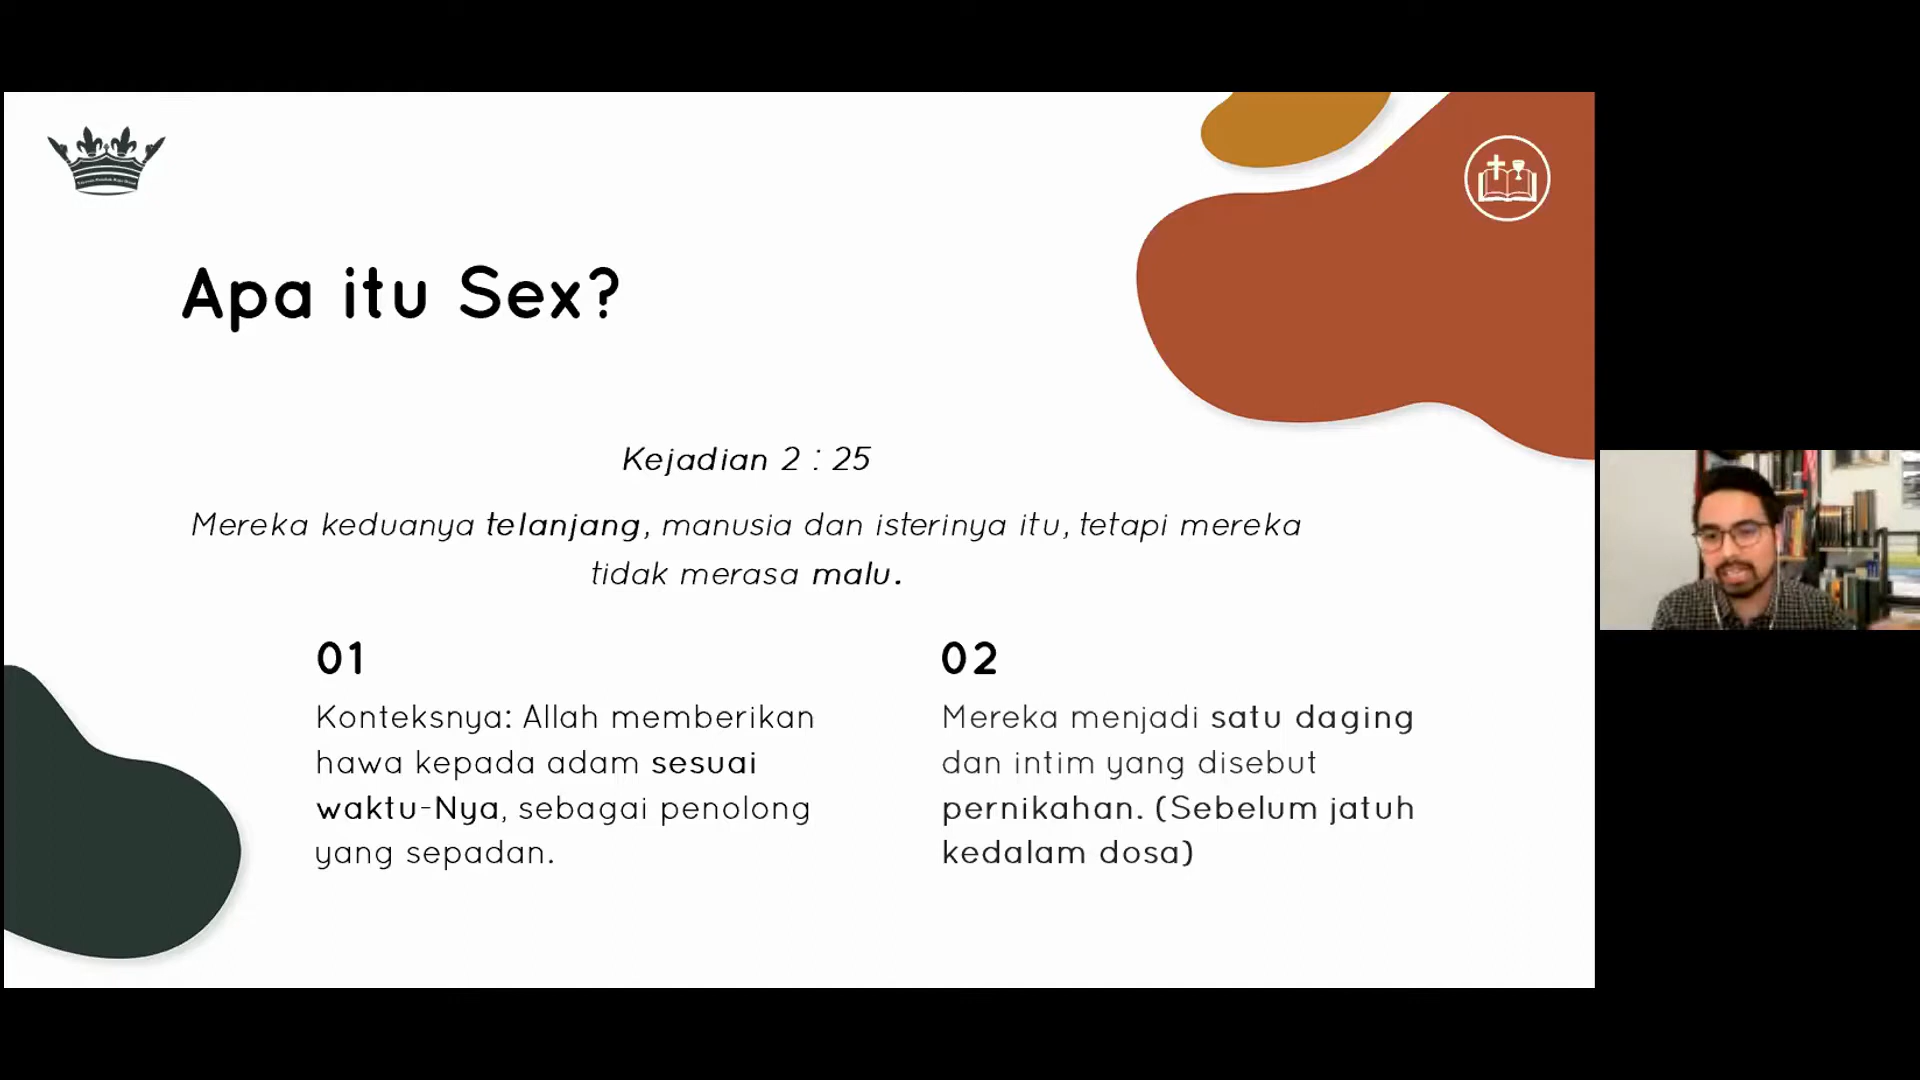 Apa itu Sex?
Kejadian 2 : 25
Mereka keduanya telanjang, manusia dan isterinya itu, tetapi mereka
tidak merasa malu.
01
Konteksnya: Allah memberikan
hawa kepada adam sesuai
waktu-Nya, sebagai penolong
yang sepadan.
02
Mereka menjadi satu daging
dan intim yang disebut
pernikahan. (Sebelum jatuh
kedalam dosa)